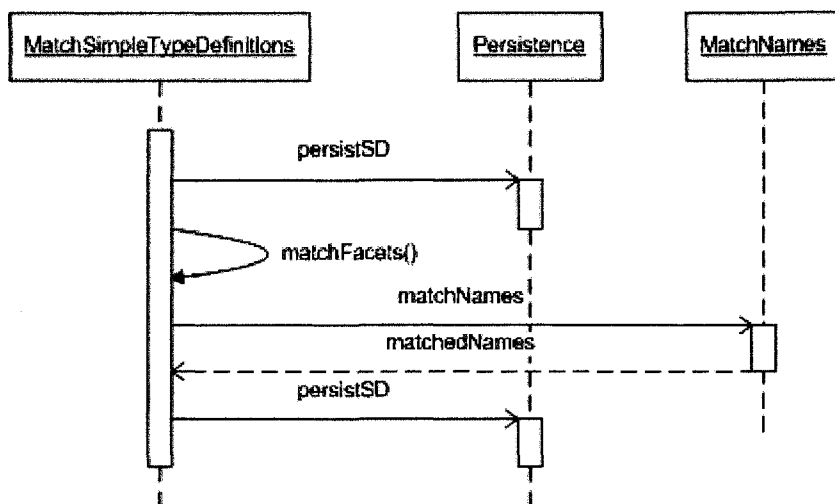 MatchSimpleTypeDefinitions
Persistence
MatchNames
persistSD
matchFacets()
matchNames
matchedNames
persistSD